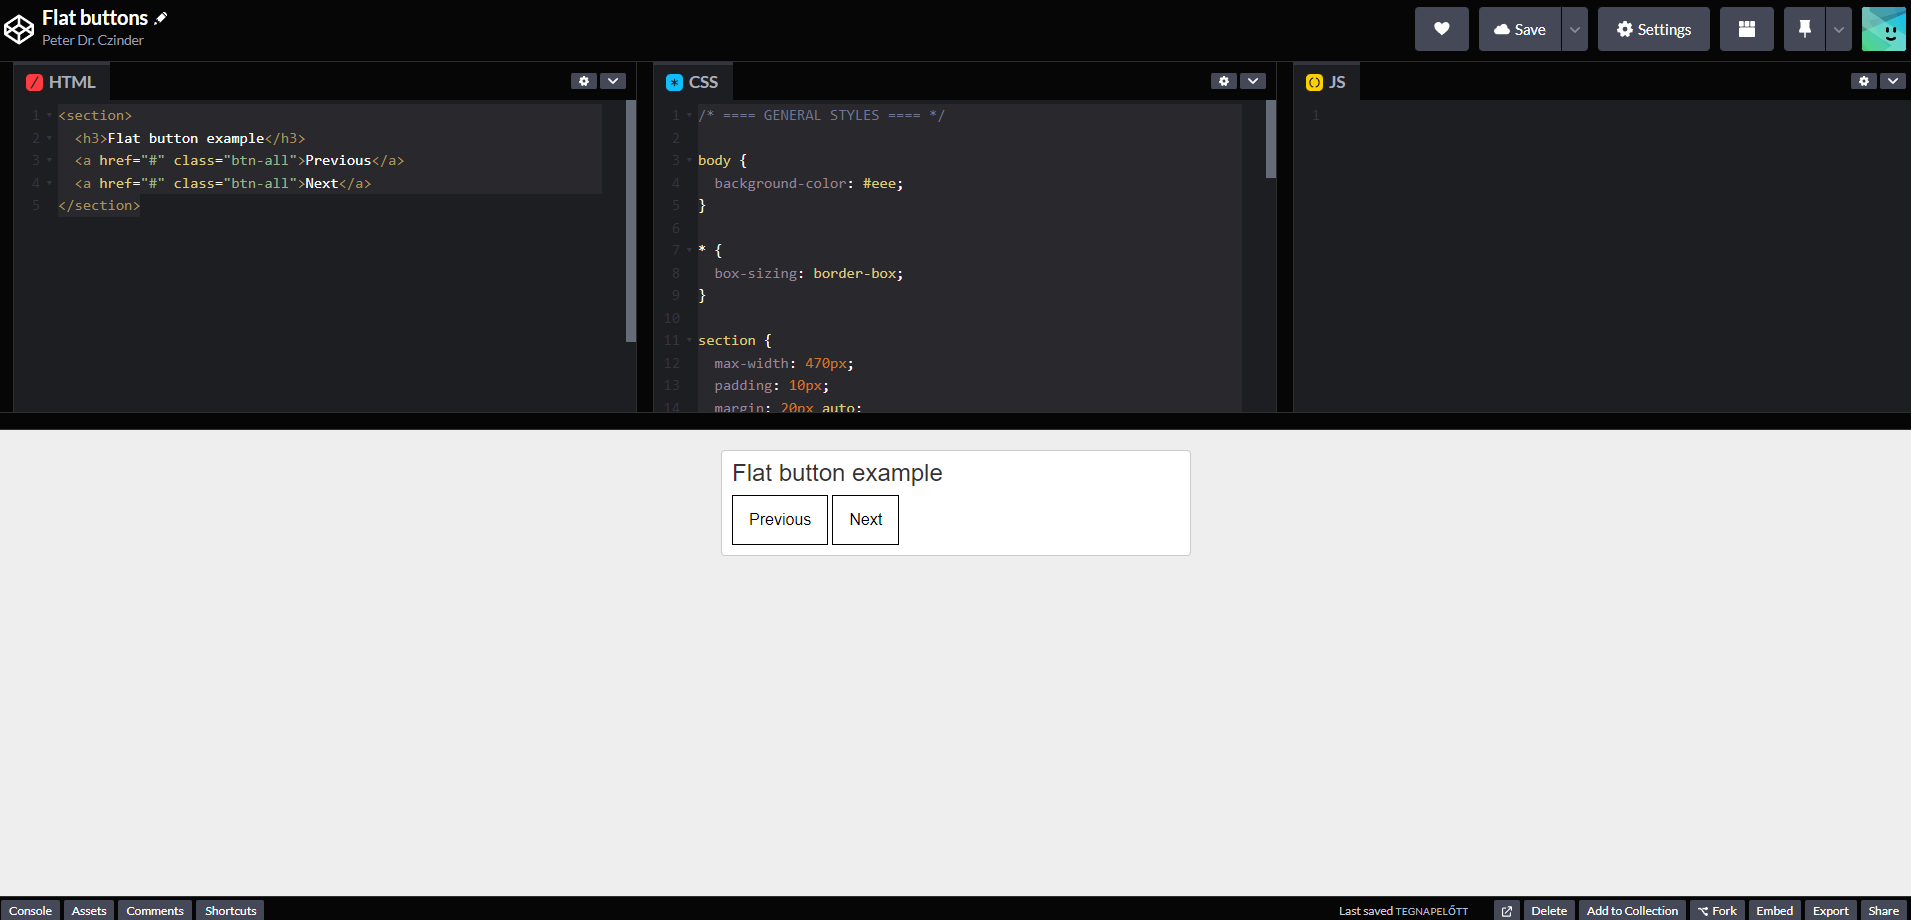 Flat buttons
Peter Dr. Czinder
Save
Settings
HTML
1 <section>
2 <h3>Flat button example</h3>
3 <a href="#" class="btn-all">Previous</a>
4 <a href="#" class="btn-all">Next</a>
5 </section>
CSS
1 /* ==== GENERAL STYLES ==== */
2
3 body {
4 background-color: #eee;
5 }
6
7 * {
8 box-sizing: border-box;
9 }
10
11 section {
12 max-width: 470px;
13 padding: 10px;
14 margin: 20px auto;
JS
1
Flat button example
Previous Next
Console Assets Comments Shortcuts Last saved TEGNAPELŐTT Delete Add to Collection Fork Embed Export Share